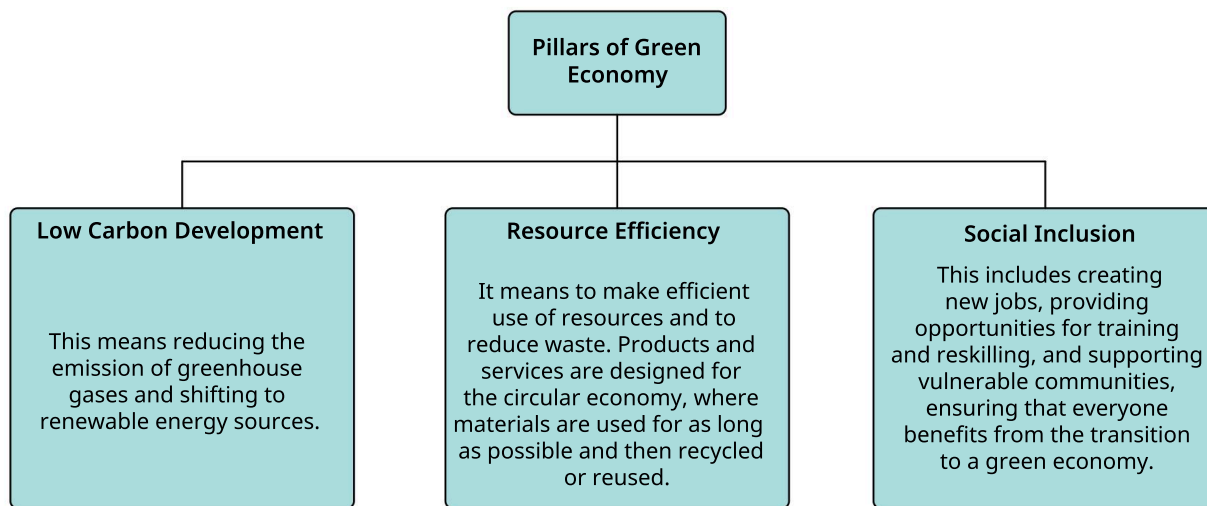 Pillars of Green
Economy
Low Carbon Development
This means reducing the
emission of greenhouse
gases and shifting to
renewable energy sources.
Resource Efficiency
It means to make efficient
use of resources and to
reduce waste. Products and
services are designed for
the circular economy, where
materials are used for as long
as possible and then recycled
or reused.
Social Inclusion
This includes creating
new jobs, providing
opportunities for training
and reskilling, and supporting
vulnerable communities,
ensuring that everyone
benefits from the transition
to a green economy.